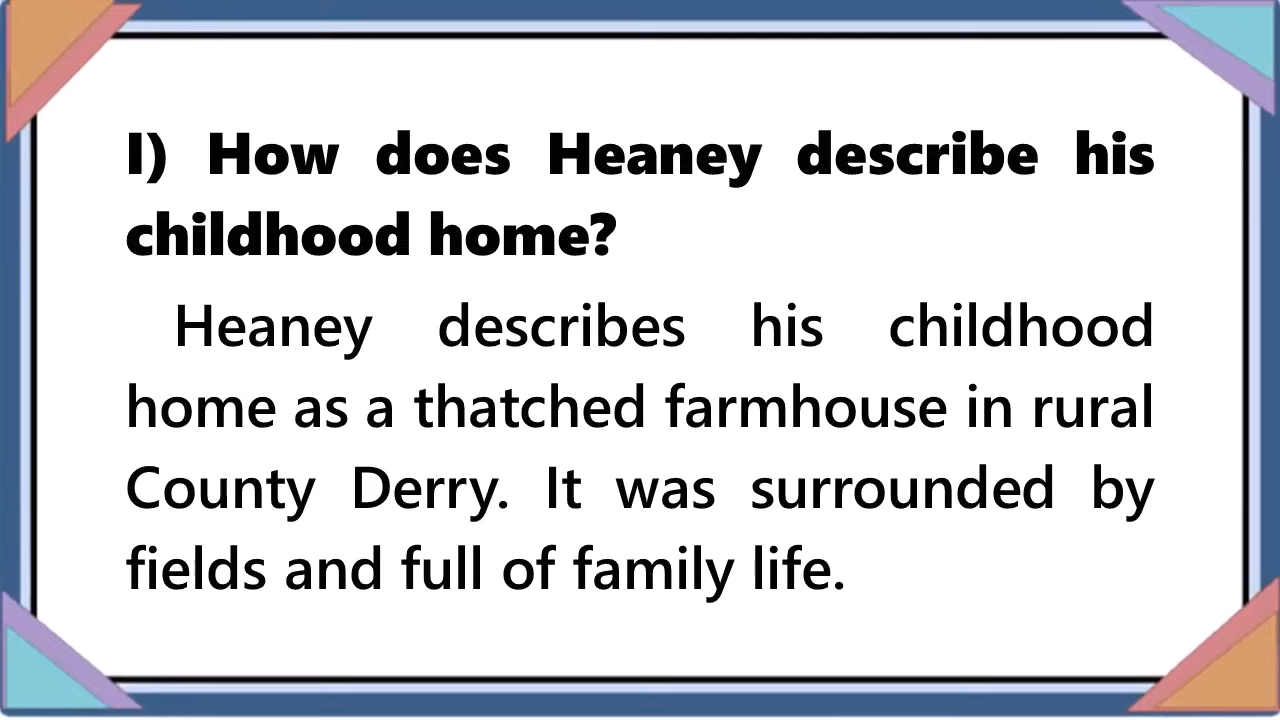 I) How does Heaney describe his
childhood home?
Heaney describes his childhood
home as a thatched farmhouse in rural
County Derry. It was surrounded by
fields and full of family life.